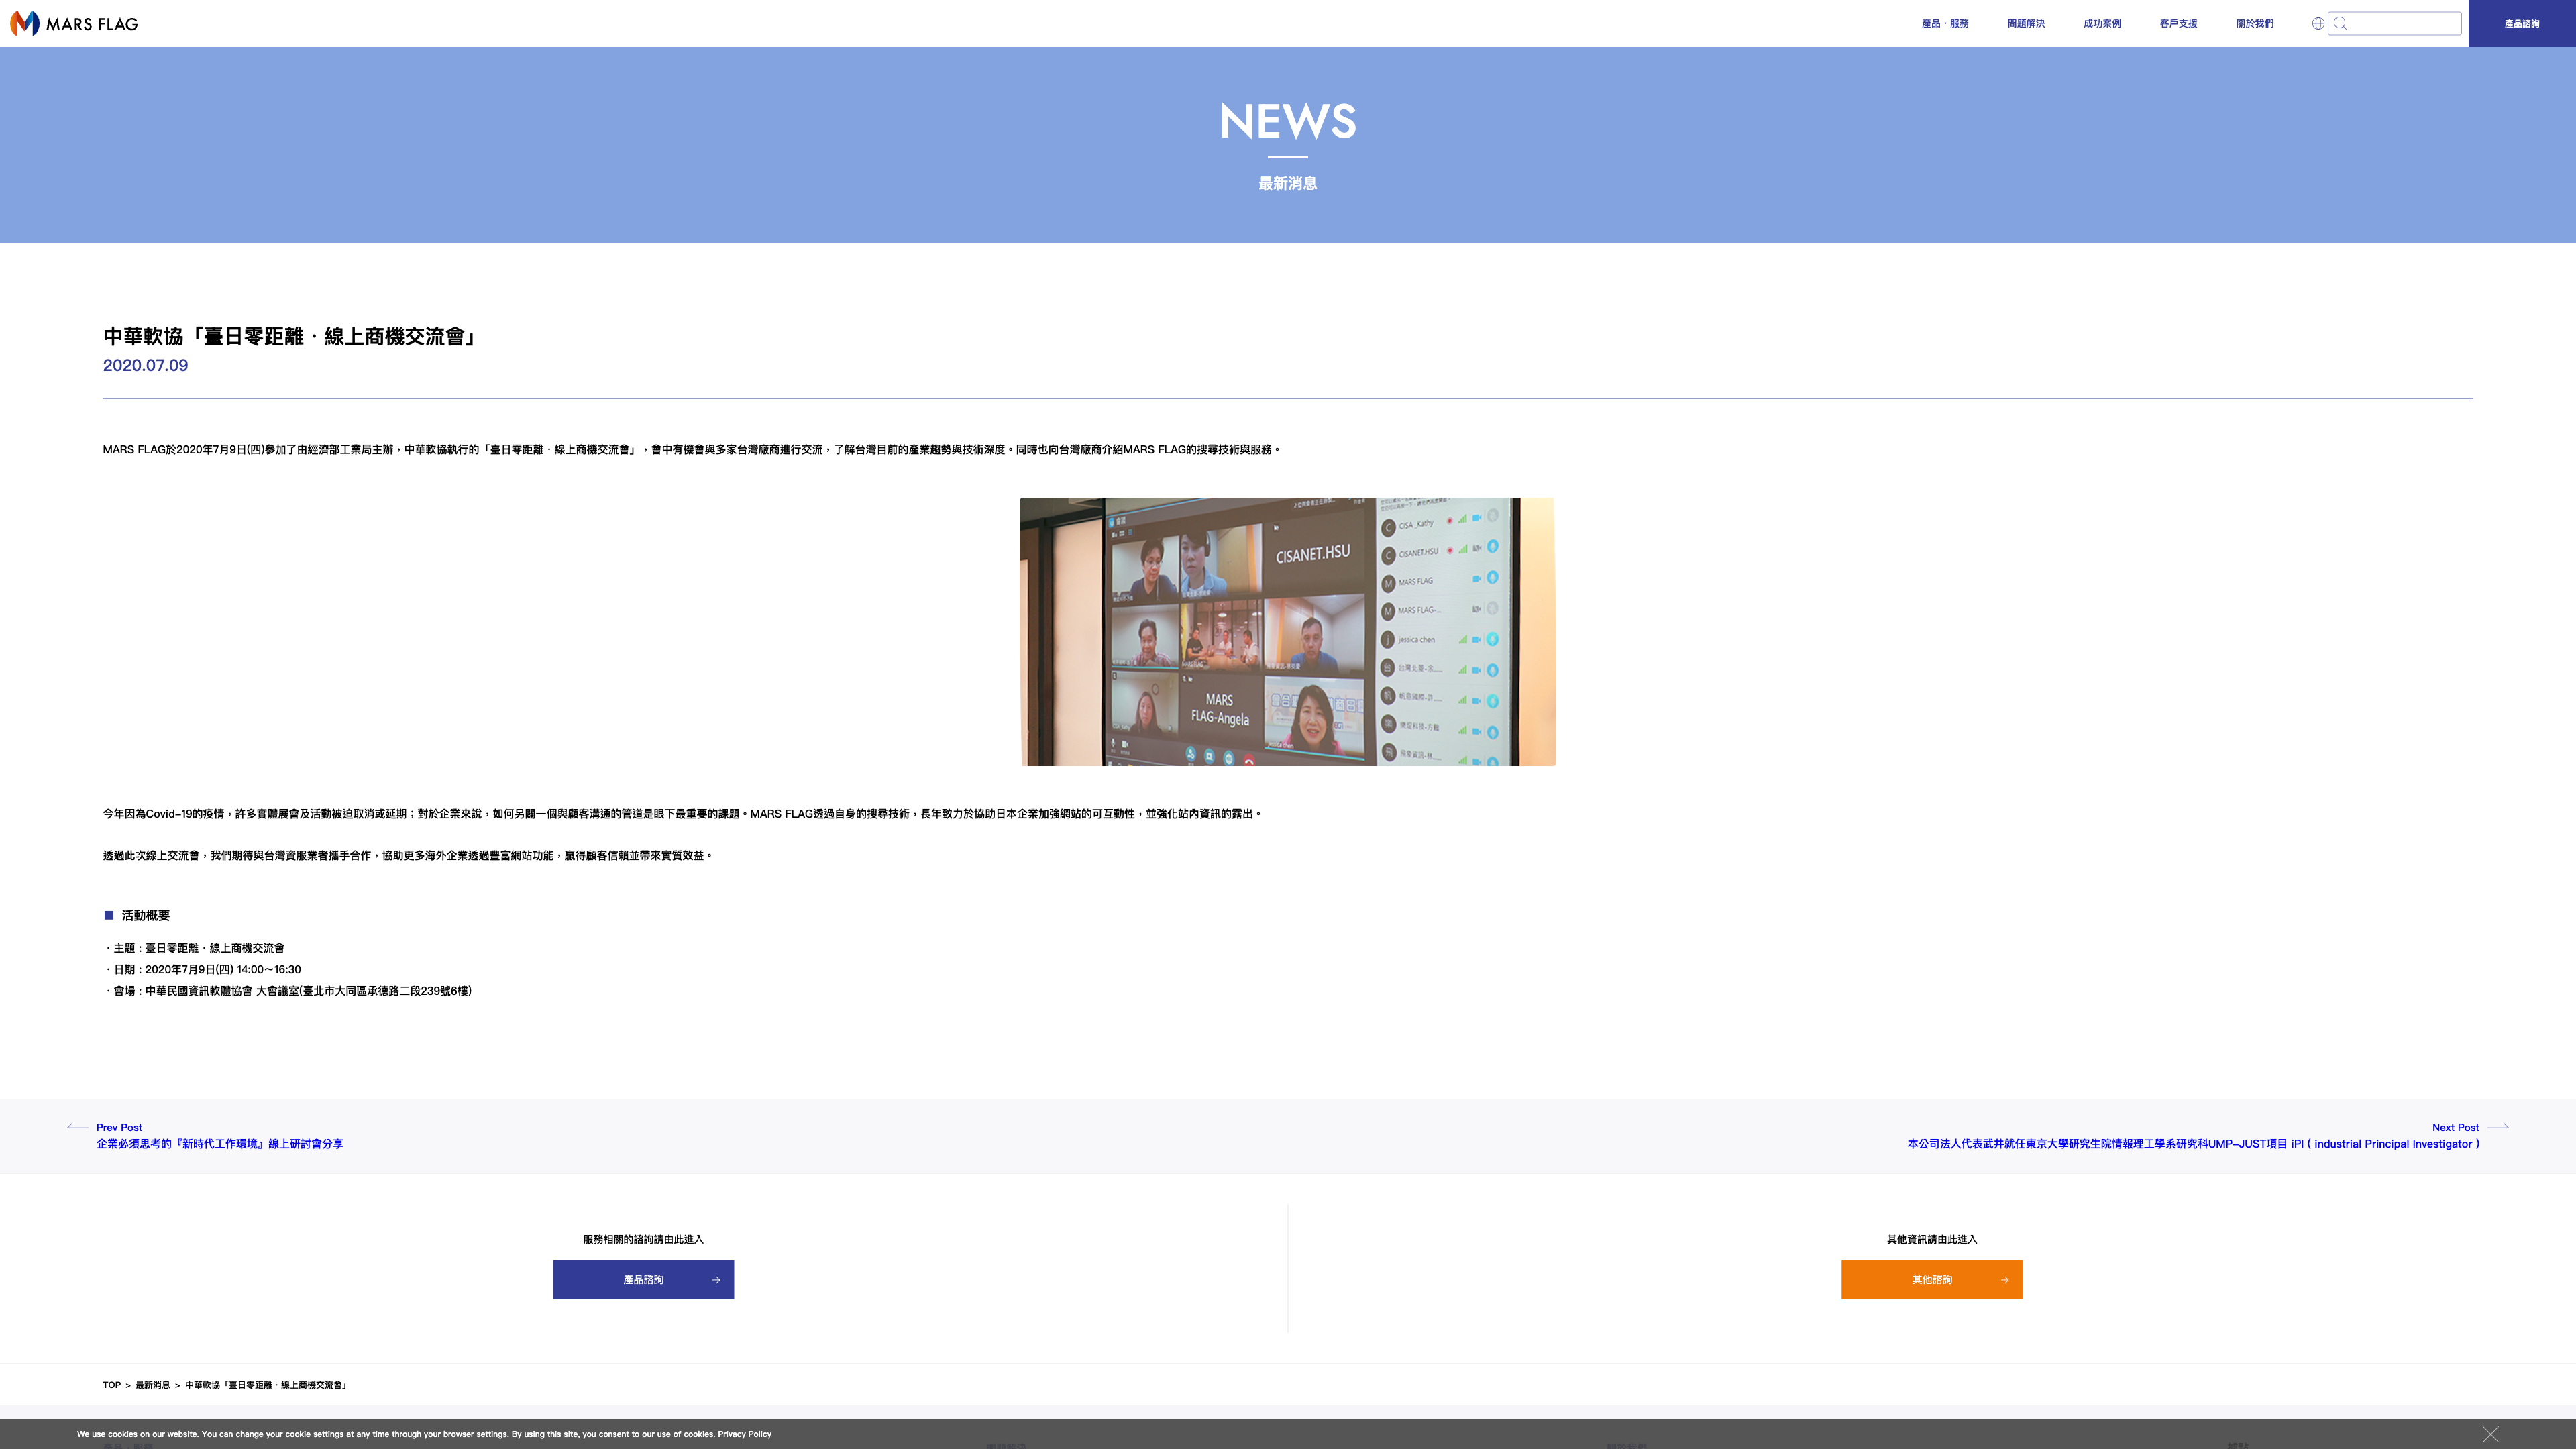 MARS FLAG
產品・服務
問題解決
成功案例
客戶支援
關於我們
產品諮詢
NEWS
最新消息
中華軟協「臺日零距離・線上商機交流會」
2020.07.09
MARS FLAG於2020年7月9日(四)參加了由經濟部工業局主辦，中華軟協執行的「臺日零距離・線上商機交流會」，會中有機會與多家台灣廠商進行交流，了解台灣目前的產業趨勢與技術深度。同時也向台灣廠商介紹MARS FLAG的搜尋技術與服務。
CISANET.HSU
MARS FLAG
MARS
FLAG-Angela
jessica chen
C CISA_Kathy
C CISANET.HSU
M MARS FLAG
M MARS FLAG-...
j jessica chen
今年因為Covid-19的疫情，許多實體展會及活動被迫取消或延期；對於企業來說，如何另闢一個與顧客溝通的管道是眼下最重要的課題。MARS FLAG透過自身的搜尋技術，長年致力於協助日本企業加強網站的可互動性，並強化站內資訊的露出。
透過此次線上交流會，我們期待與台灣資服業者攜手合作，協助更多海外企業透過豐富網站功能，贏得顧客信賴並帶來實質效益。
■ 活動概要
・主題：臺日零距離・線上商機交流會
・日期：2020年7月9日(四) 14:00～16:30
・會場：中華民國資訊軟體協會 大會議室(臺北市大同區承德路二段239號6樓)
Prev Post
企業必須思考的『新時代工作環境』線上研討會分享
Next Post
本公司法人代表武井就任東京大學研究生院情報理工學系研究科UMP-JUST項目 iPI ( industrial Principal Investigator )
服務相關的諮詢請由此進入
產品諮詢
其他資訊請由此進入
其他諮詢
TOP > 最新消息 > 中華軟協「臺日零距離・線上商機交流會」
We use cookies on our website. You can change your cookie settings at any time through your browser settings. By using this site, you consent to our use of cookies. Privacy Policy